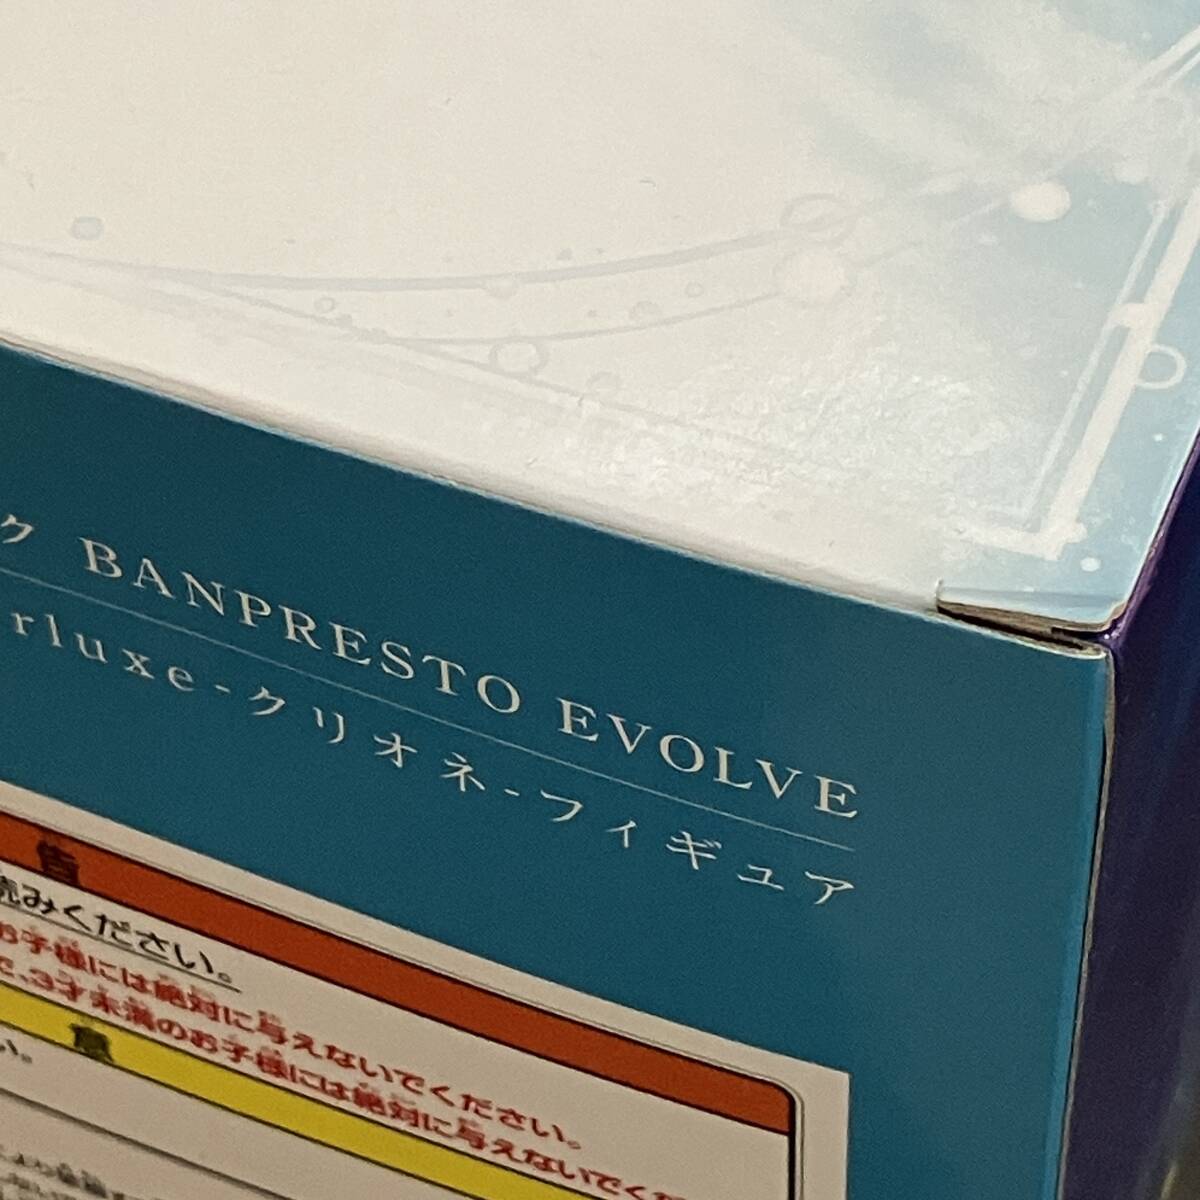 ク BANPRESTO EVOLVE
rluxe-クリオネ-フィギュア
告
読みください。
お子様には絶対に与えないでください。
で、3才未満のお子様には絶対に与えないでくだ
意
い。